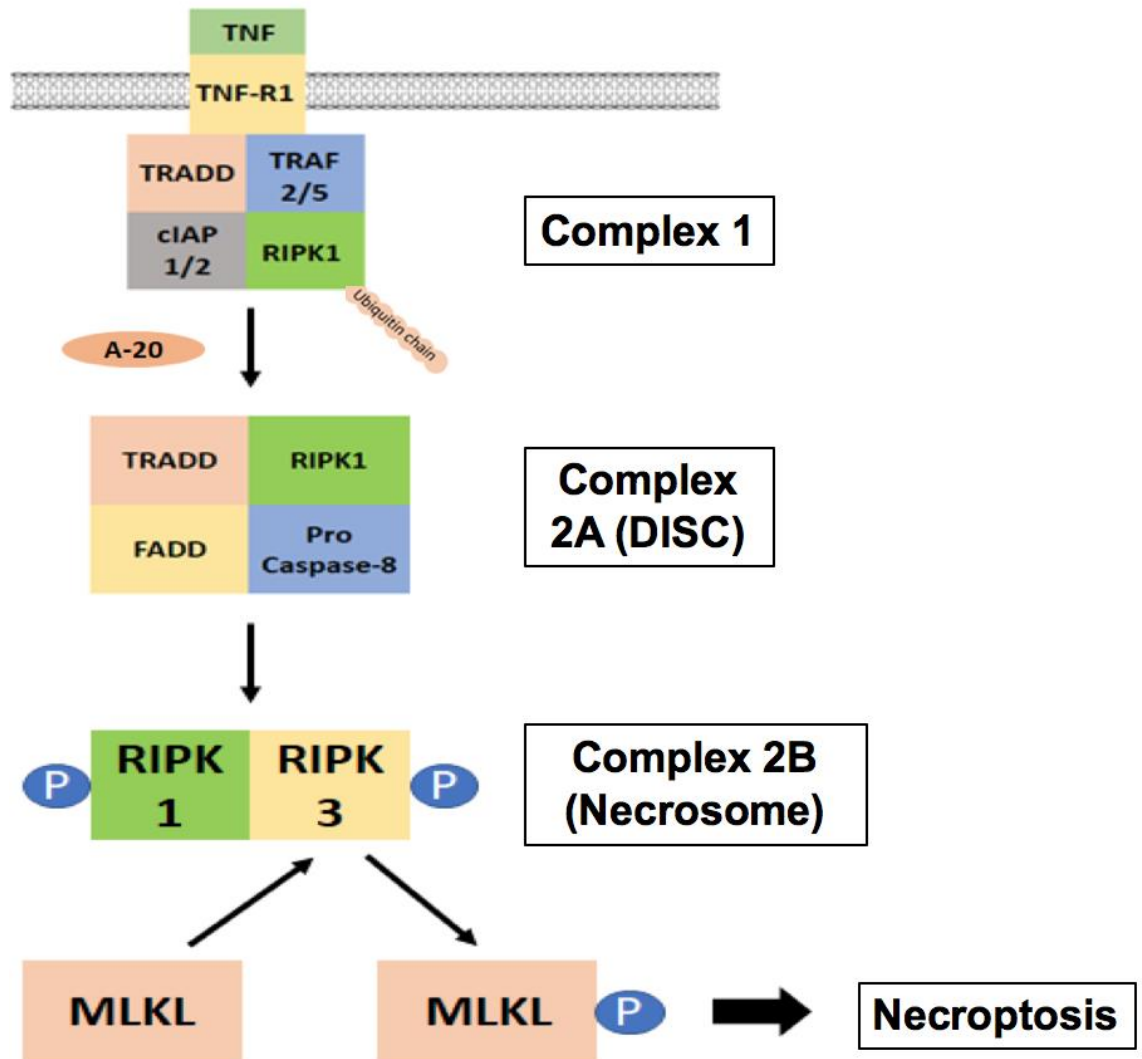 TNF
TNF-R1
TRADD
TRAF
2/5
cIAP
1/2
RIPK1
Complex 1
Ubiquitin chain
A-20
TRADD
RIPK1
FADD
Pro
Caspase-8
Complex
2A (DISC)
P
RIPK
1
RIPK
3
P
Complex 2B
(Necrosome)
MLKL
MLKL
P
Necroptosis